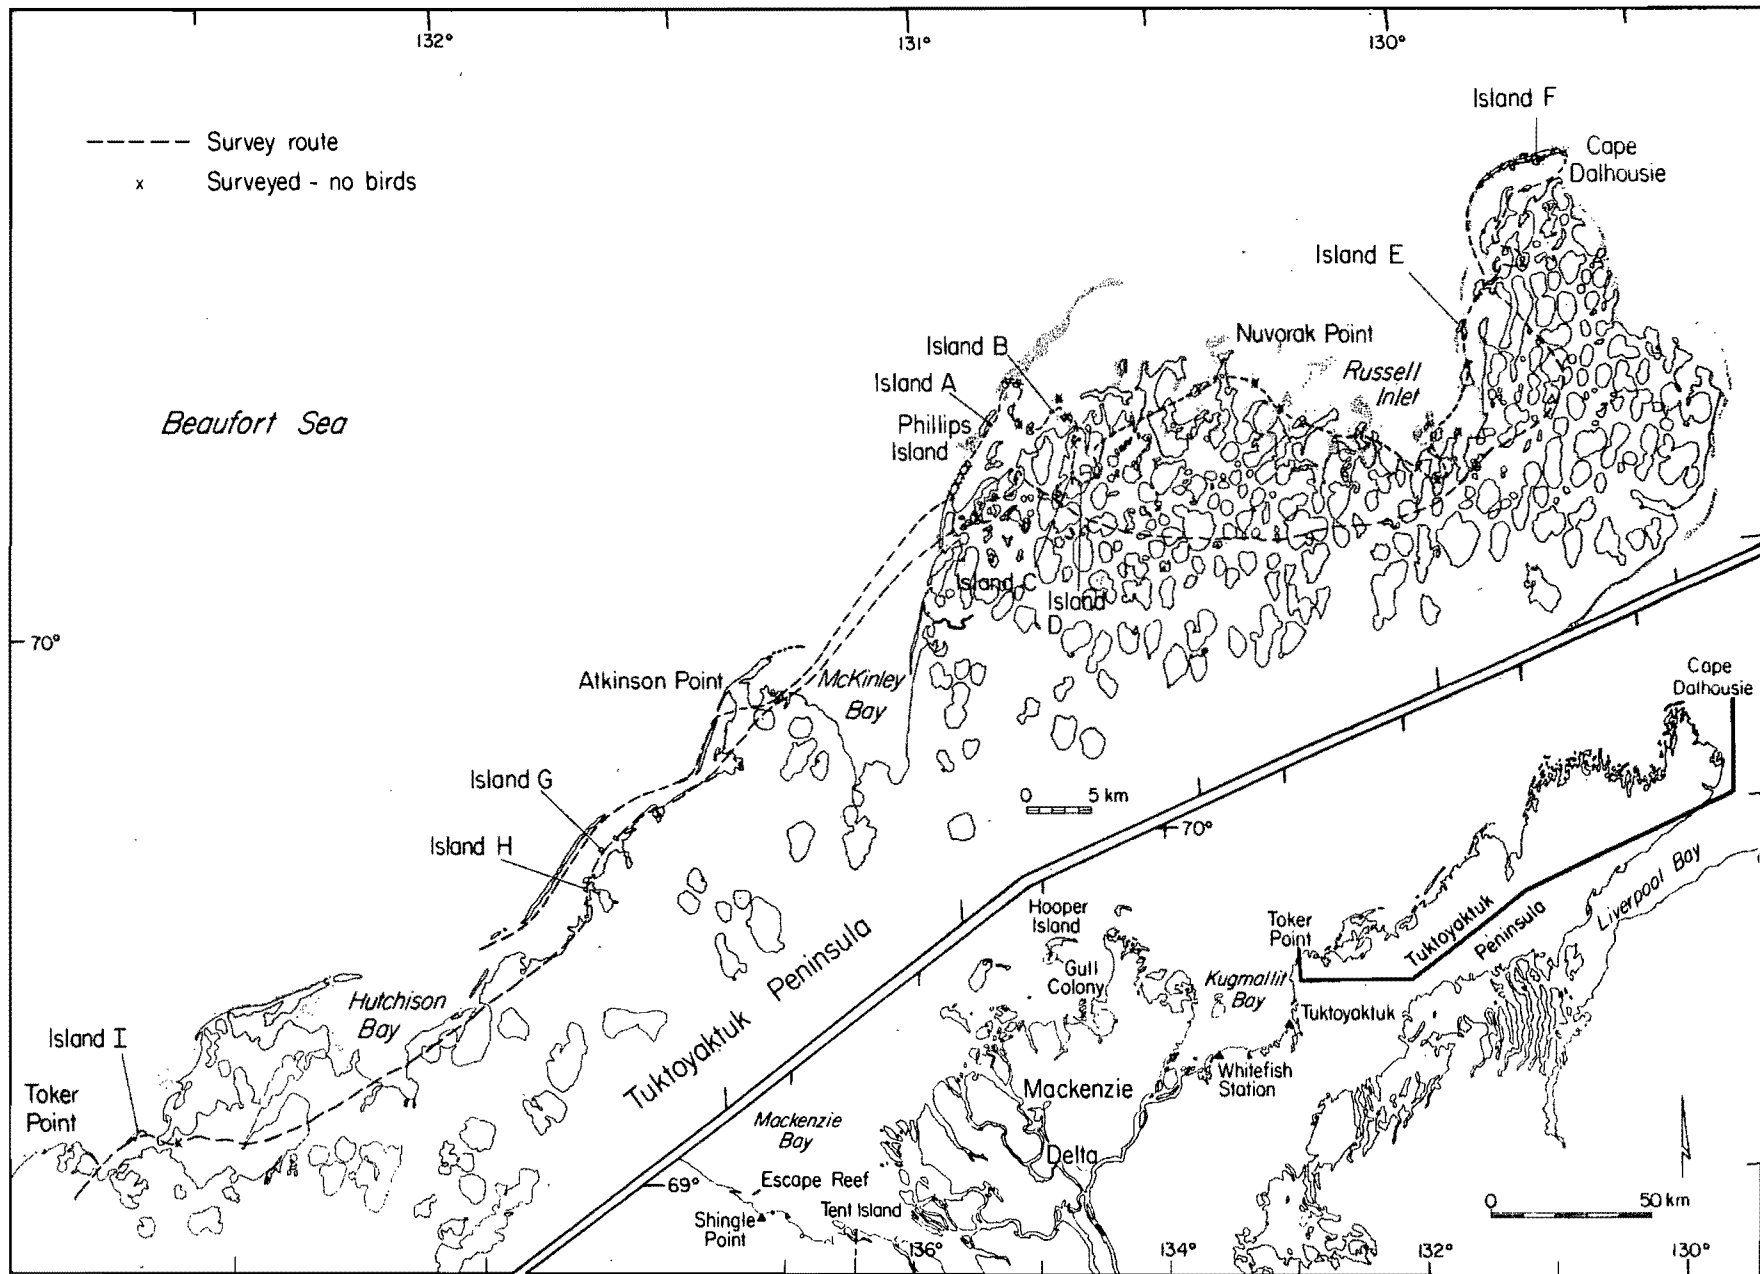 132°
131°
130°
Survey route
x Surveyed - no birds
Island F
Cape
Dalhousie
Island E
Nuvorak Point
Island B
Russell
Inlet
Island A
Phillips
Island
Beaufort Sea
Island C
Island
D
70°
Atkinson Point
McKinley
Bay
Cape
Dalhousie
Island G
0 5 km
70°
Island H
Liverpool Bay
Hooper
Island
Toker
Point
Tuktoyaktuk
Peninsula
Gull
Colony
Kugmallit
Bay
Tuktoyaktuk Peninsula
Hutchison
Bay
Tuktoyaktuk
Island I
Whitefish
Station
Toker
Point
Mackenzie
Delta
Mackenzie
Bay
69°
Escape Reef
Tent Island
Shingle
Point
0 50 km
136°
134°
132°
130°